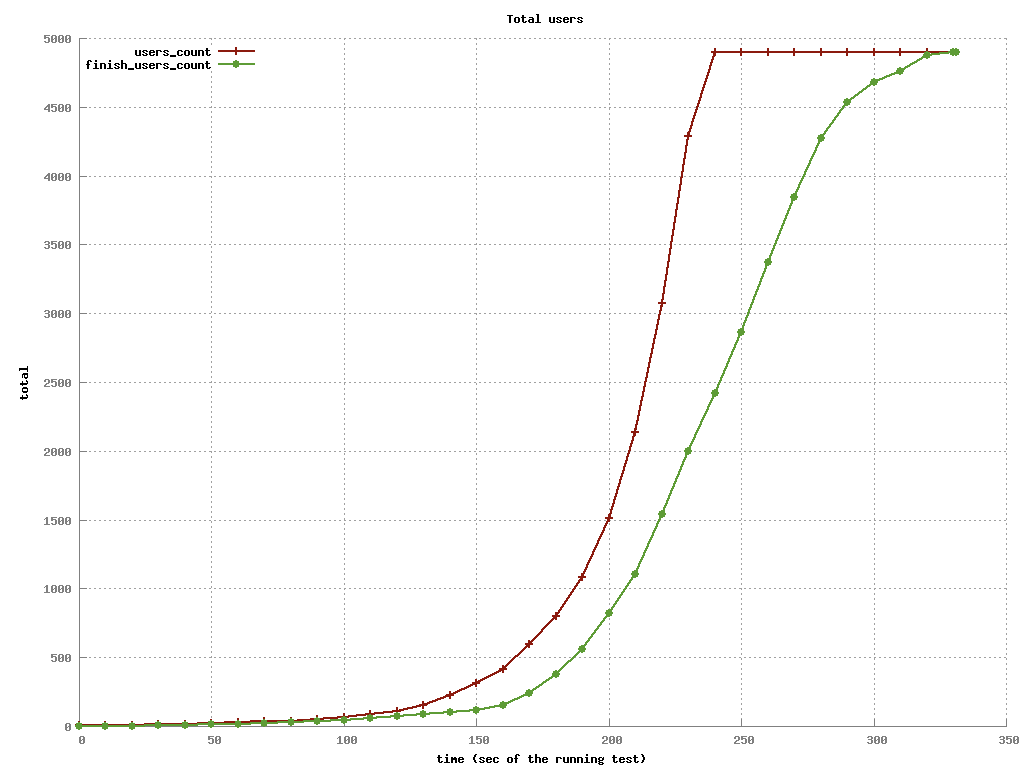 Total users
users_count
finish_users_count
5000
4500
4000
3500
3000
2500
2000
1500
1000
500
0
total
0 50 100 150 200 250 300 350
time (sec of the running test)